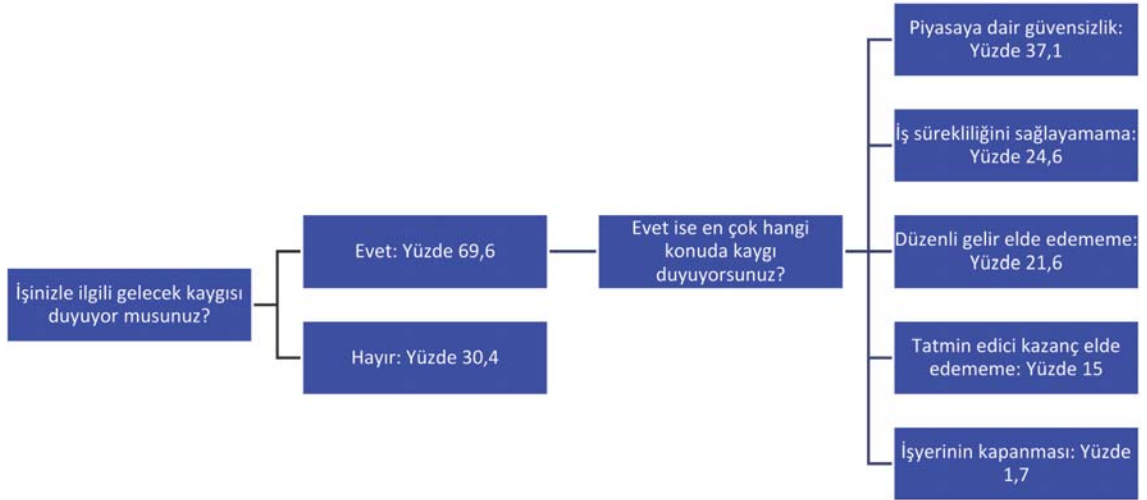 İşinizle ilgili gelecek kaygısı
duyuyor musunuz?
Evet: Yüzde 69,6
Hayır: Yüzde 30,4
Evet ise en çok hangi
konuda kaygı
duyuyorsunuz?
Piyasaya dair güvensizlik:
Yüzde 37,1
İş sürekliliğini sağlayamama:
Yüzde 24,6
Düzenli gelir elde edememe:
Yüzde 21,6
Tatmin edici kazanç elde
edememe: Yüzde 15
İşyerinin kapanması: Yüzde
1,7